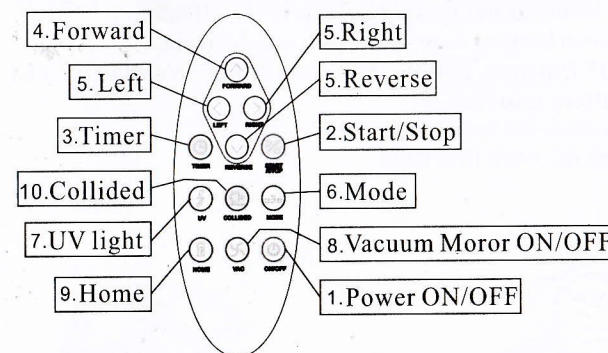 4.Forward
5.Right
5.Left
5.Reverse
3.Timer
2.Start/Stop
10.Collided
6.Mode
7.UV light
8.Vacuum Moror ON/OFF
9.Home
1.Power ON/OFF
FORWARD
LEFT
RIGHT
TIMER
REVERSE
START
STOP
UV
COLLIDED
MODE
HOME
VAC
ON/OFF